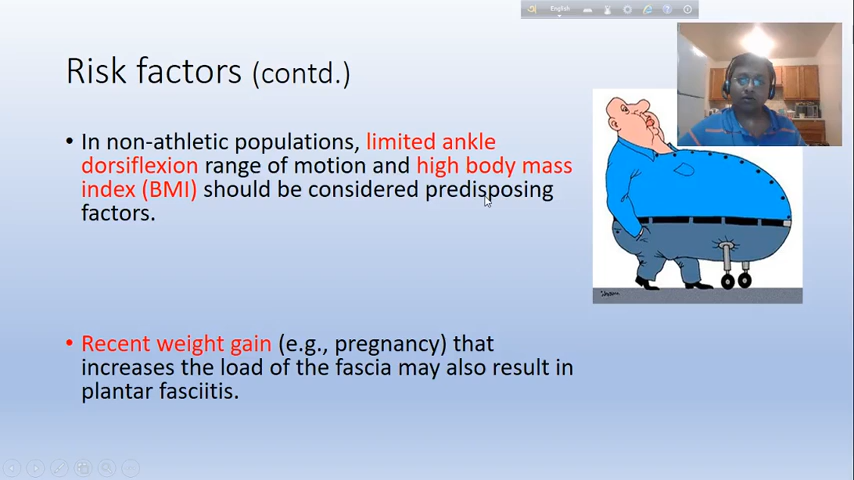 English
Risk factors (contd.)
• In non-athletic populations, limited ankle
dorsiflexion range of motion and high body mass
index (BMI) should be considered predisposing
factors.
• Recent weight gain (e.g., pregnancy) that
increases the load of the fascia may also result in
plantar fasciitis.